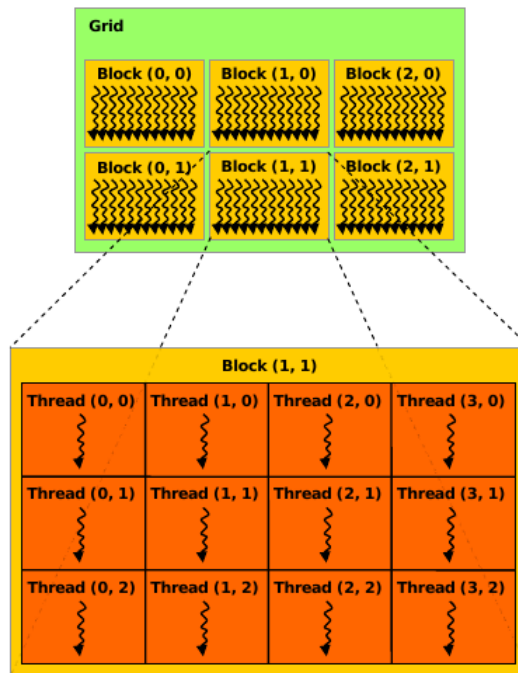 Grid
Block (0, 0) Block (1, 0) Block (2, 0)
Block (0, 1) Block (1, 1) Block (2, 1)
Block (1, 1)
Thread (0, 0) Thread (1, 0) Thread (2, 0) Thread (3, 0)
Thread (0, 1) Thread (1, 1) Thread (2, 1) Thread (3, 1)
Thread (0, 2) Thread (1, 2) Thread (2, 2) Thread (3, 2)